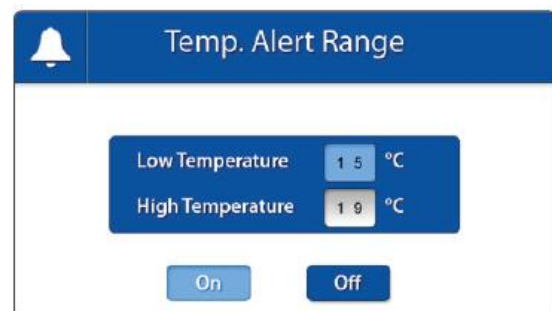 Temp. Alert Range
Low Temperature 15 °C
High Temperature 19 °C
On Off